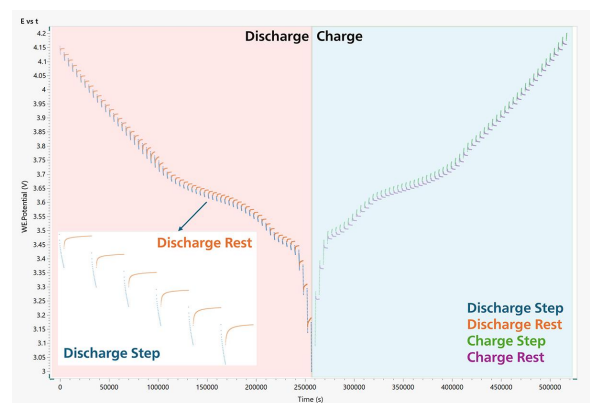 E vs t
Discharge Charge
4.2
4.15
4.1
4.05
4
3.95
3.9
3.85
3.8
3.75
3.7
3.65
3.6
3.55
3.5
3.45
3.4
3.35
3.3
3.25
3.2
3.15
3.1
3.05
3
WE.Potential (V)
Discharge Rest
Discharge Step
Discharge Step
Discharge Rest
Charge Step
Charge Rest
0 50000 100000 150000 200000 250000 300000 350000 400000 450000 500000
Time (s)